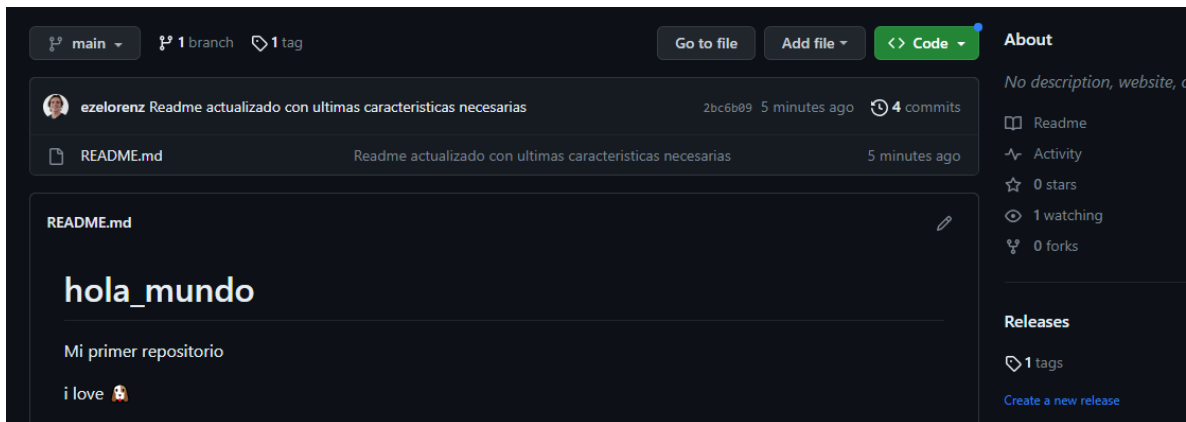 main
1 branch
1 tag
Go to file
Add file
Code
ezelorenz Readme actualizado con ultimas caracteristicas necesarias
2bc6b09 5 minutes ago
4 commits
README.md
Readme actualizado con ultimas caracteristicas necesarias
5 minutes ago
README.md
hola_mundo
Mi primer repositorio
i love 🐶
About
No description, website,
Readme
Activity
0 stars
1 watching
0 forks
Releases
1 tags
Create a new release